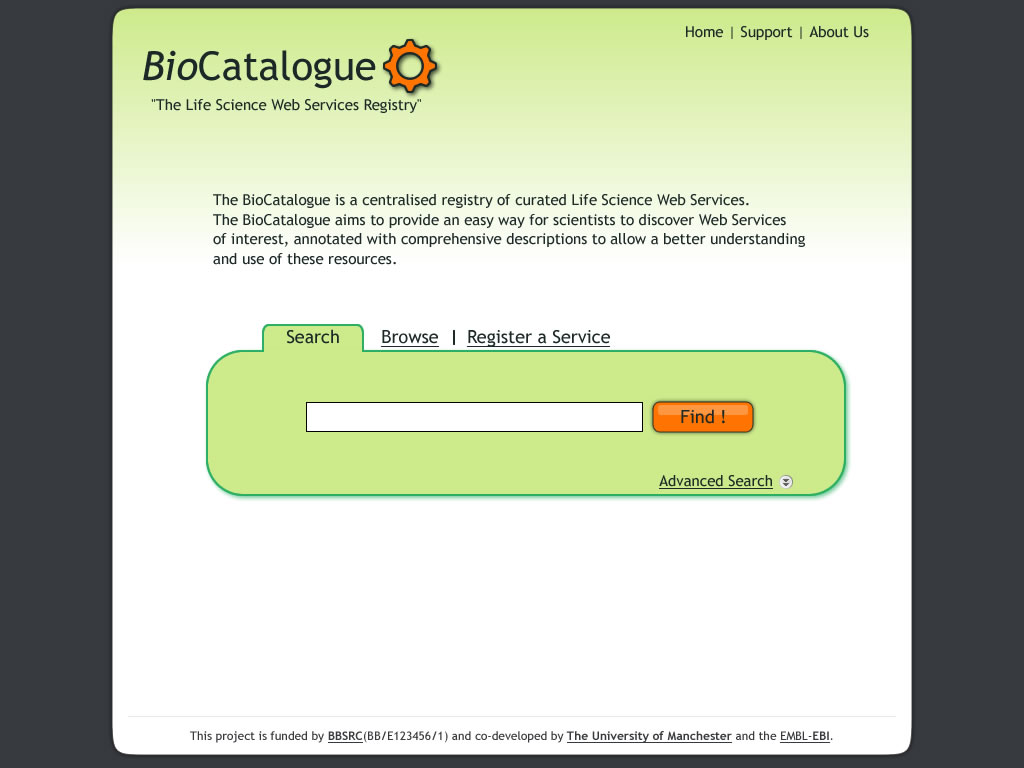 Home | Support | About Us
BioCatalogue
"The Life Science Web Services Registry"
The BioCatalogue is a centralised registry of curated Life Science Web Services.
The BioCatalogue aims to provide an easy way for scientists to discover Web Services
of interest, annotated with comprehensive descriptions to allow a better understanding
and use of these resources.
Search Browse | Register a Service
Find !
Advanced Search
This project is funded by BBSRC(BB/E123456/1) and co-developed by The University of Manchester and the EMBL-EBI.